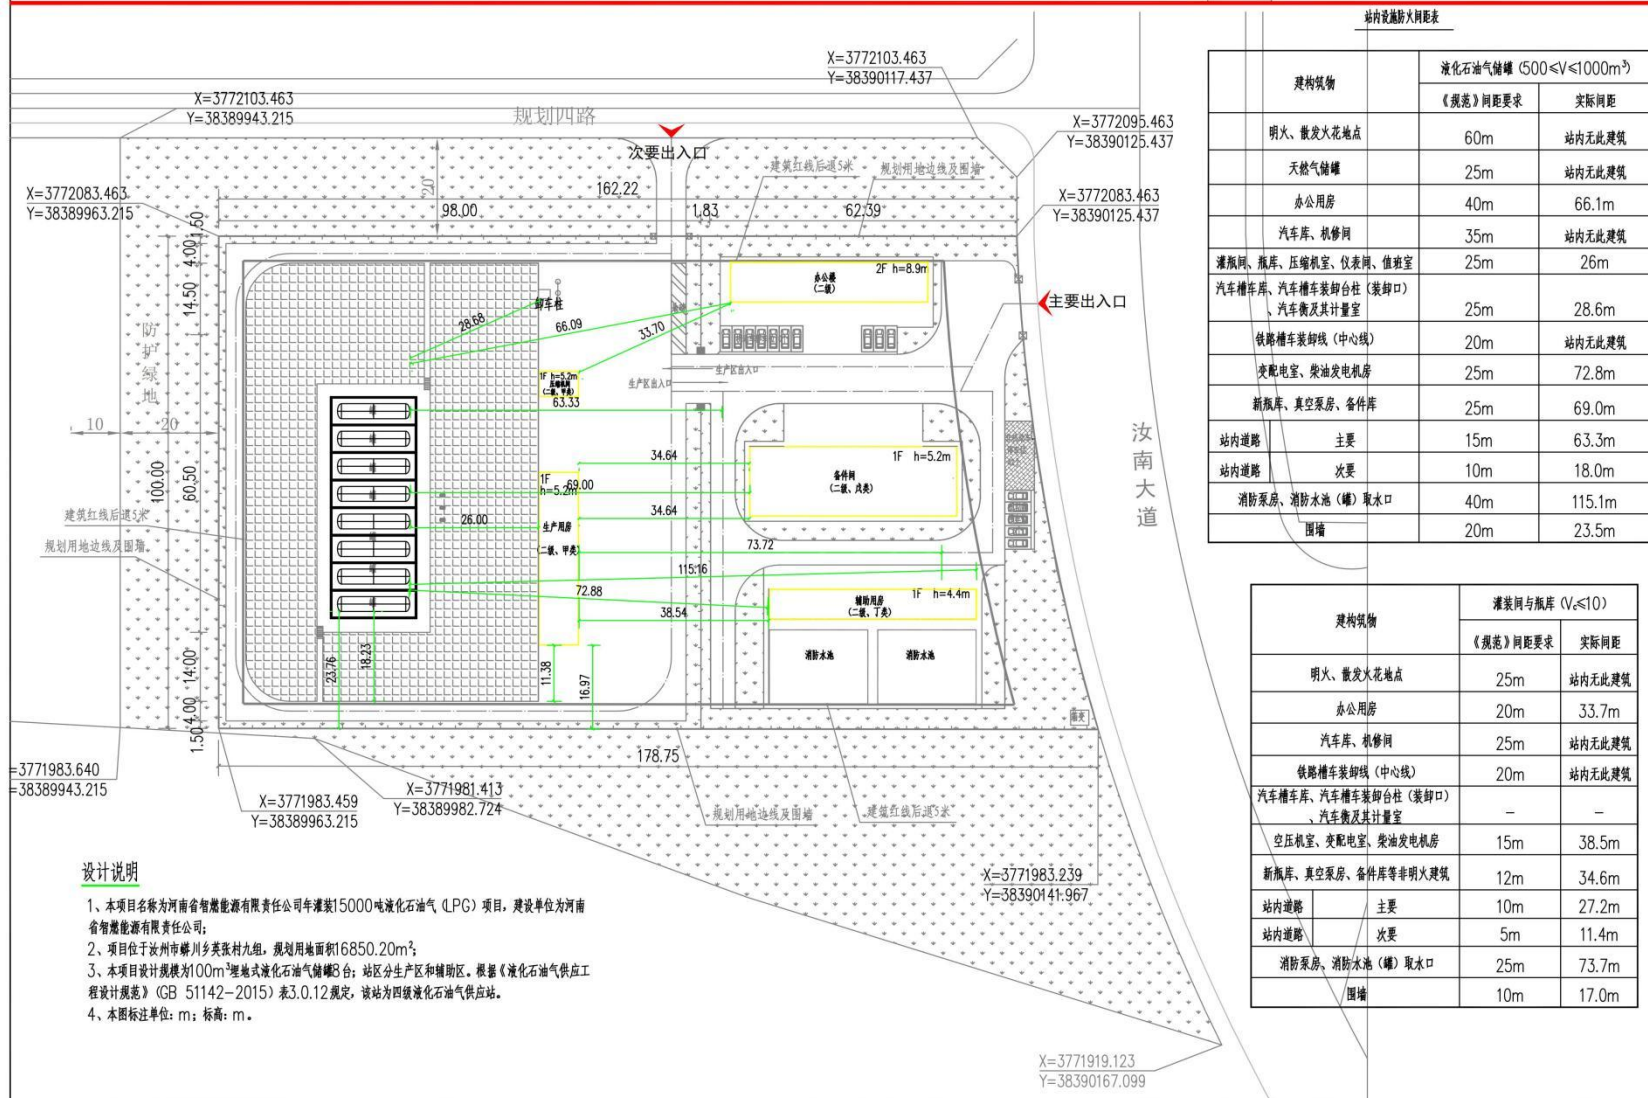 站内设施防火间距表
建构筑物
液化石油气储罐（500≤V≤1000m³）
《规范》间距要求
实际间距
明火、散发火花地点 60m 站内无此建筑
天然气储罐 25m 站内无此建筑
办公用房 40m 66.1m
汽车库、机修间 35m 站内无此建筑
灌瓶间、瓶库、压缩机室、仪表间、值班室 25m 26m
汽车槽车库、汽车槽车装卸台柱（装卸口）
、汽车衡及其计量室 25m 28.6m
铁路槽车装卸线（中心线） 20m 站内无此建筑
变配电室、柴油发电机房 25m 72.8m
新瓶库、真空泵房、备件库 25m 69.0m
站内道路 主要 15m 63.3m
站内道路 次要 10m 18.0m
消防泵房、消防水池（罐）取水口 40m 115.1m
围墙 20m 23.5m
建构筑物
灌装间与瓶库（Vₐ≤10）
《规范》间距要求
实际间距
明火、散发火花地点 25m 站内无此建筑
办公用房 20m 33.7m
汽车库、机修间 25m 站内无此建筑
铁路槽车装卸线（中心线） 20m 站内无此建筑
汽车槽车库、汽车槽车装卸台柱（装卸口）
、汽车衡及其计量室 – –
空压机室、变配电室、柴油发电机房 15m 38.5m
新瓶库、真空泵房、备件库等非明火建筑 12m 34.6m
站内道路 主要 10m 27.2m
站内道路 次要 5m 11.4m
消防泵房、消防水池（罐）取水口 25m 73.7m
围墙 10m 17.0m
X=3772103.463
Y=38390117.437
X=3772103.463
Y=38389943.215
规划四路
次要出入口
X=3772095.463
Y=38390125.437
建筑红线后退5米
规划用地边线及围墙
X=3772083.463
Y=38389963.215
X=3772083.463
Y=38390125.437
20
162.22
98.00
1.83
62.39
1.50
4.00
14.50
60.50
100.00
14.00
4.00
1.50
防护绿地
10
20
卸车柱
28.68
66.09
33.70
2F h=8.9m
办公楼
（二级）
主要出入口
生产区出入口
生产区出入口
1F h=5.2m
压缩机间
（二级、甲类）
63.33
34.64
1F h=5.2m
备件间
（二级、戊类）
1F
h=5.2m
69.00
26.00
生产用房
（二级、甲类）
34.64
73.72
115.16
72.88
38.54
1F h=4.4m
辅助用房
（二级、丁类）
消防水池
消防水池
23.76
18.23
11.38
16.97
汝南大道
建筑红线后退5米
规划用地边线及围墙
箱变
178.75
=3771983.640
=38389943.215
X=3771983.459
Y=38389963.215
X=3771981.413
Y=38389982.724
规划用地边线及围墙
建筑红线后退5米
X=3771983.239
Y=38390141.967
X=3771919.123
Y=38390167.099
设计说明
1、本项目名称为河南省智燃能源有限责任公司年灌装15000吨液化石油气（LPG）项目，建设单位为河南
省智燃能源有限责任公司；
2、项目位于汝州市蟒川乡英张村九组，规划用地面积16850.20m²；
3、本项目设计规模为100m³埋地式液化石油气储罐8台；站区分生产区和辅助区。根据《液化石油气供应工
程设计规范》（GB 51142-2015）表3.0.12规定，该站为四级液化石油气供应站。
4、本图标注单位：m；标高：m。